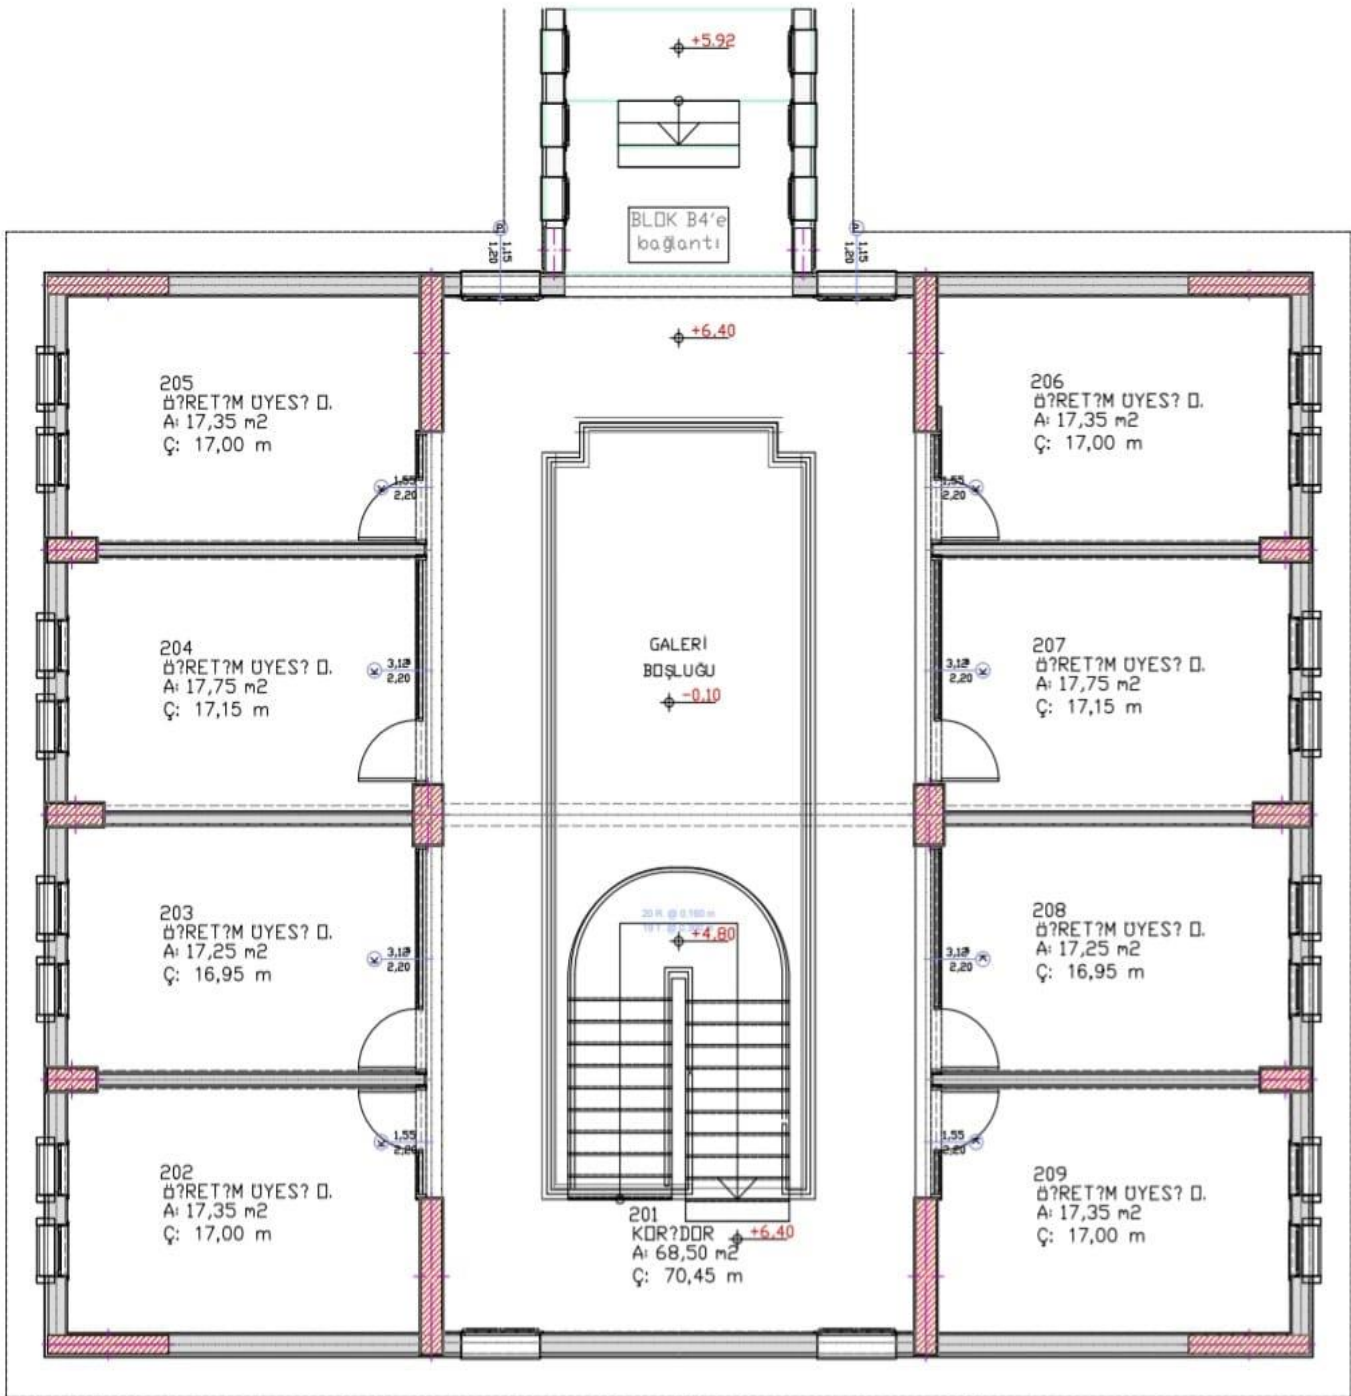 +5.92
BLOK B4'e
bağlantı
P 1,15
1,20
P 1,15
1,20
+6,40
205
Ö?RET?M ÜYES? O.
A: 17,35 m2
Ç: 17,00 m
206
Ö?RET?M ÜYES? O.
A: 17,35 m2
Ç: 17,00 m
K 1,55
2,20
1,55 K
2,20
204
Ö?RET?M ÜYES? O.
A: 17,75 m2
Ç: 17,15 m
GALERİ
BOŞLUĞU
-0,10
207
Ö?RET?M ÜYES? O.
A: 17,75 m2
Ç: 17,15 m
K 3,12
2,20
3,12 K
2,20
203
Ö?RET?M ÜYES? O.
A: 17,25 m2
Ç: 16,95 m
20 R. @ 0.160 m
+4,80
208
Ö?RET?M ÜYES? O.
A: 17,25 m2
Ç: 16,95 m
K 3,12
2,20
3,12 K
2,20
K 1,55
2,20
1,55 K
2,20
202
Ö?RET?M ÜYES? O.
A: 17,35 m2
Ç: 17,00 m
201
KOR?DOR
A: 68,50 m2
Ç: 70,45 m
+6,40
209
Ö?RET?M ÜYES? O.
A: 17,35 m2
Ç: 17,00 m